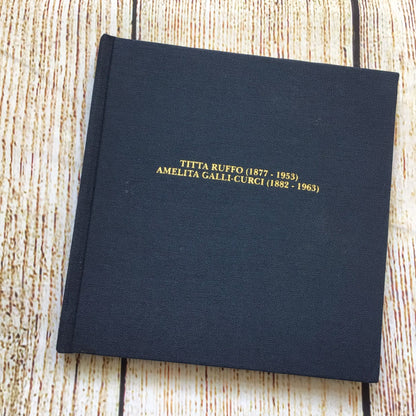 TITTA RUFFO (1877 - 1953)
AMELITA GALLI-CURCI (1882 - 1963)